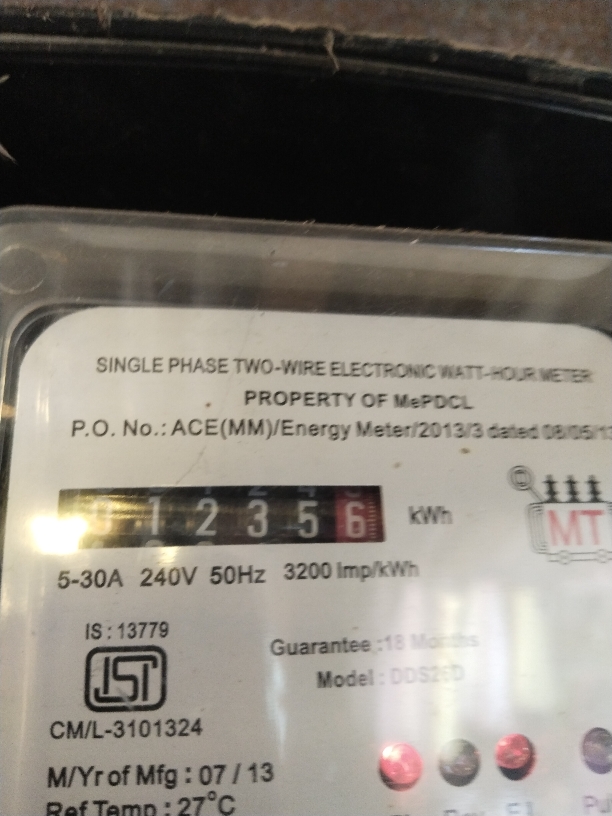 SINGLE PHASE TWO-WIRE ELECTRONIC WATT-HOUR METER
PROPERTY OF MePDCL
P.O. No.: ACE(MM)/Energy Meter/2013/3 dated 08/05/13
0 1 2 3 5 6 kWh
MT
5-30A 240V 50Hz 3200 Imp/kWh
IS : 13779
Guarantee :18 Months
ISI
Model :
CM/L-3101324
M/Yr of Mfg : 07 / 13
Ref Temp : 27°C